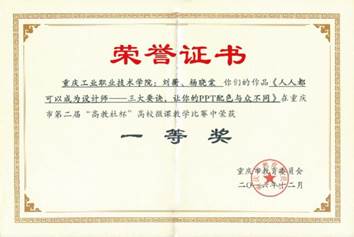 荣誉证书
重庆工业职业技术学院：刘蘅、杨晓棠 你们的作品《人人都
可以成为设计师——三大要诀，让你的PPT配色与众不同》在重庆
市第二届“高教社杯”高校微课教学比赛中荣获
一等奖
重庆市教育委员会
二〇一六年十二月